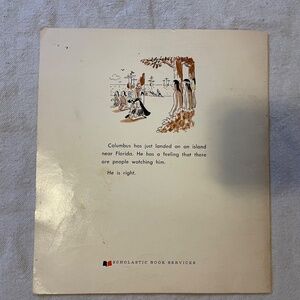 Columbus has just landed on an island
near Florida. He has a feeling that there
are people watching him.
He is right.
SCHOLASTIC BOOK SERVICES